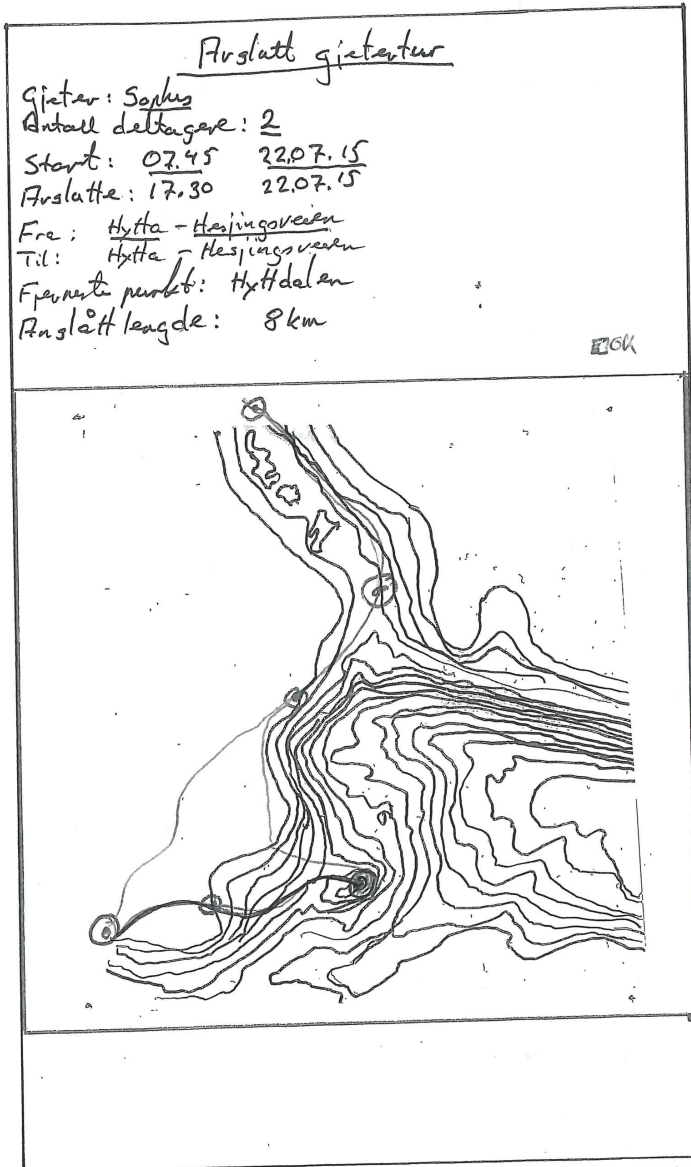 Avslått gjetertur
Gjeter: Sophus
Antall deltagere: 2
Start: 07.45 22.07.15
Avslutte: 17.30 22.07.15
Fra: Hytta - Hesjingsveien
Til: Hytta - Hesjingsveien
Fjerneste punkt: Hyttdalen
Anslått lengde: 8 km
OK